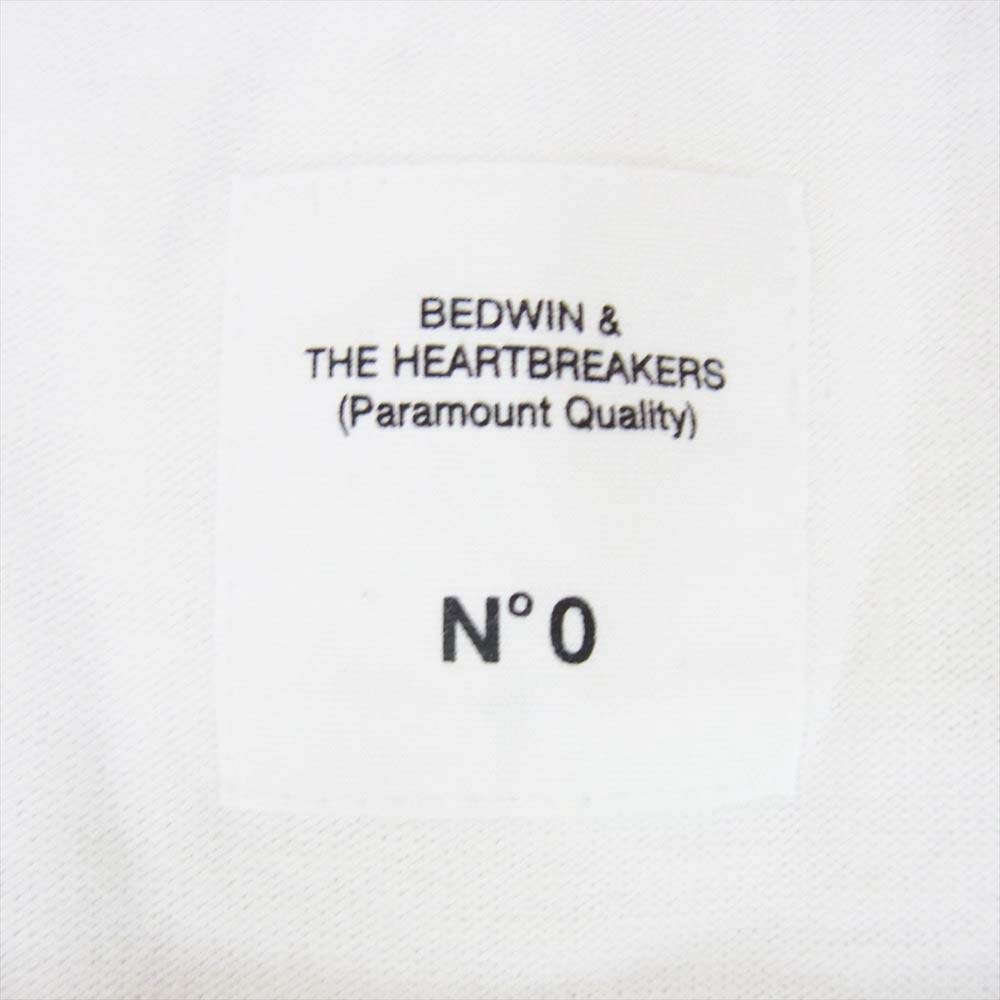 BEDWIN &
THE HEARTBREAKERS
(Paramount Quality)
N° 0